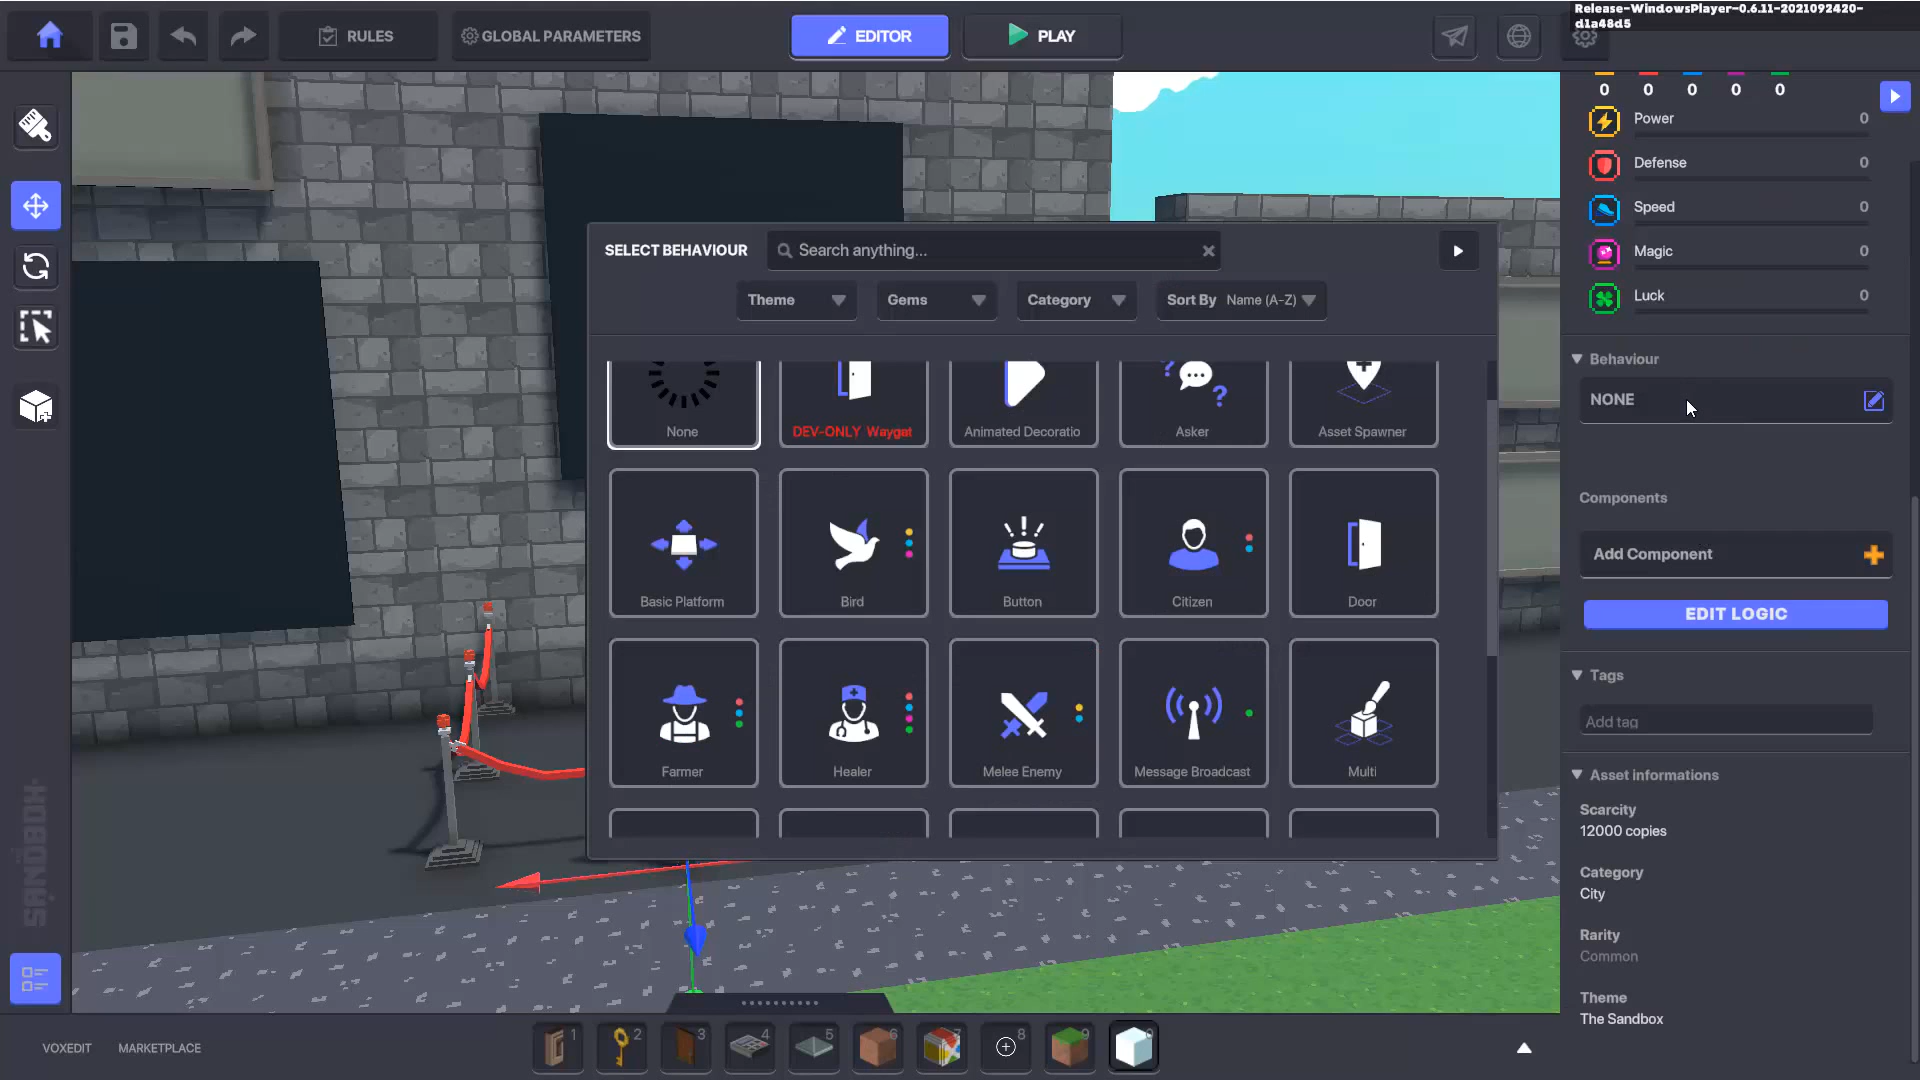 Release-WindowsPlayer-0.6.11-2021092420-
d1a48d5
RULES
GLOBAL PARAMETERS
EDITOR
PLAY
0 0 0 0 0
Power 0
Defense 0
Speed 0
Magic 0
Luck 0
SELECT BEHAVIOUR
Search anything...
Theme
Gems
Category
Sort By Name (A-Z)
None
DEV-ONLY Waygat
Animated Decoratio
Asker
Asset Spawner
Basic Platform
Bird
Button
Citizen
Door
Farmer
Healer
Melee Enemy
Message Broadcast
Multi
Behaviour
NONE
Components
Add Component
EDIT LOGIC
Tags
Add tag
Asset informations
Scarcity
12000 copies
Category
City
Rarity
Common
Theme
The Sandbox
THE SANDBOX
VOXEDIT
MARKETPLACE
1 2 3 4 5 6 7 8 9